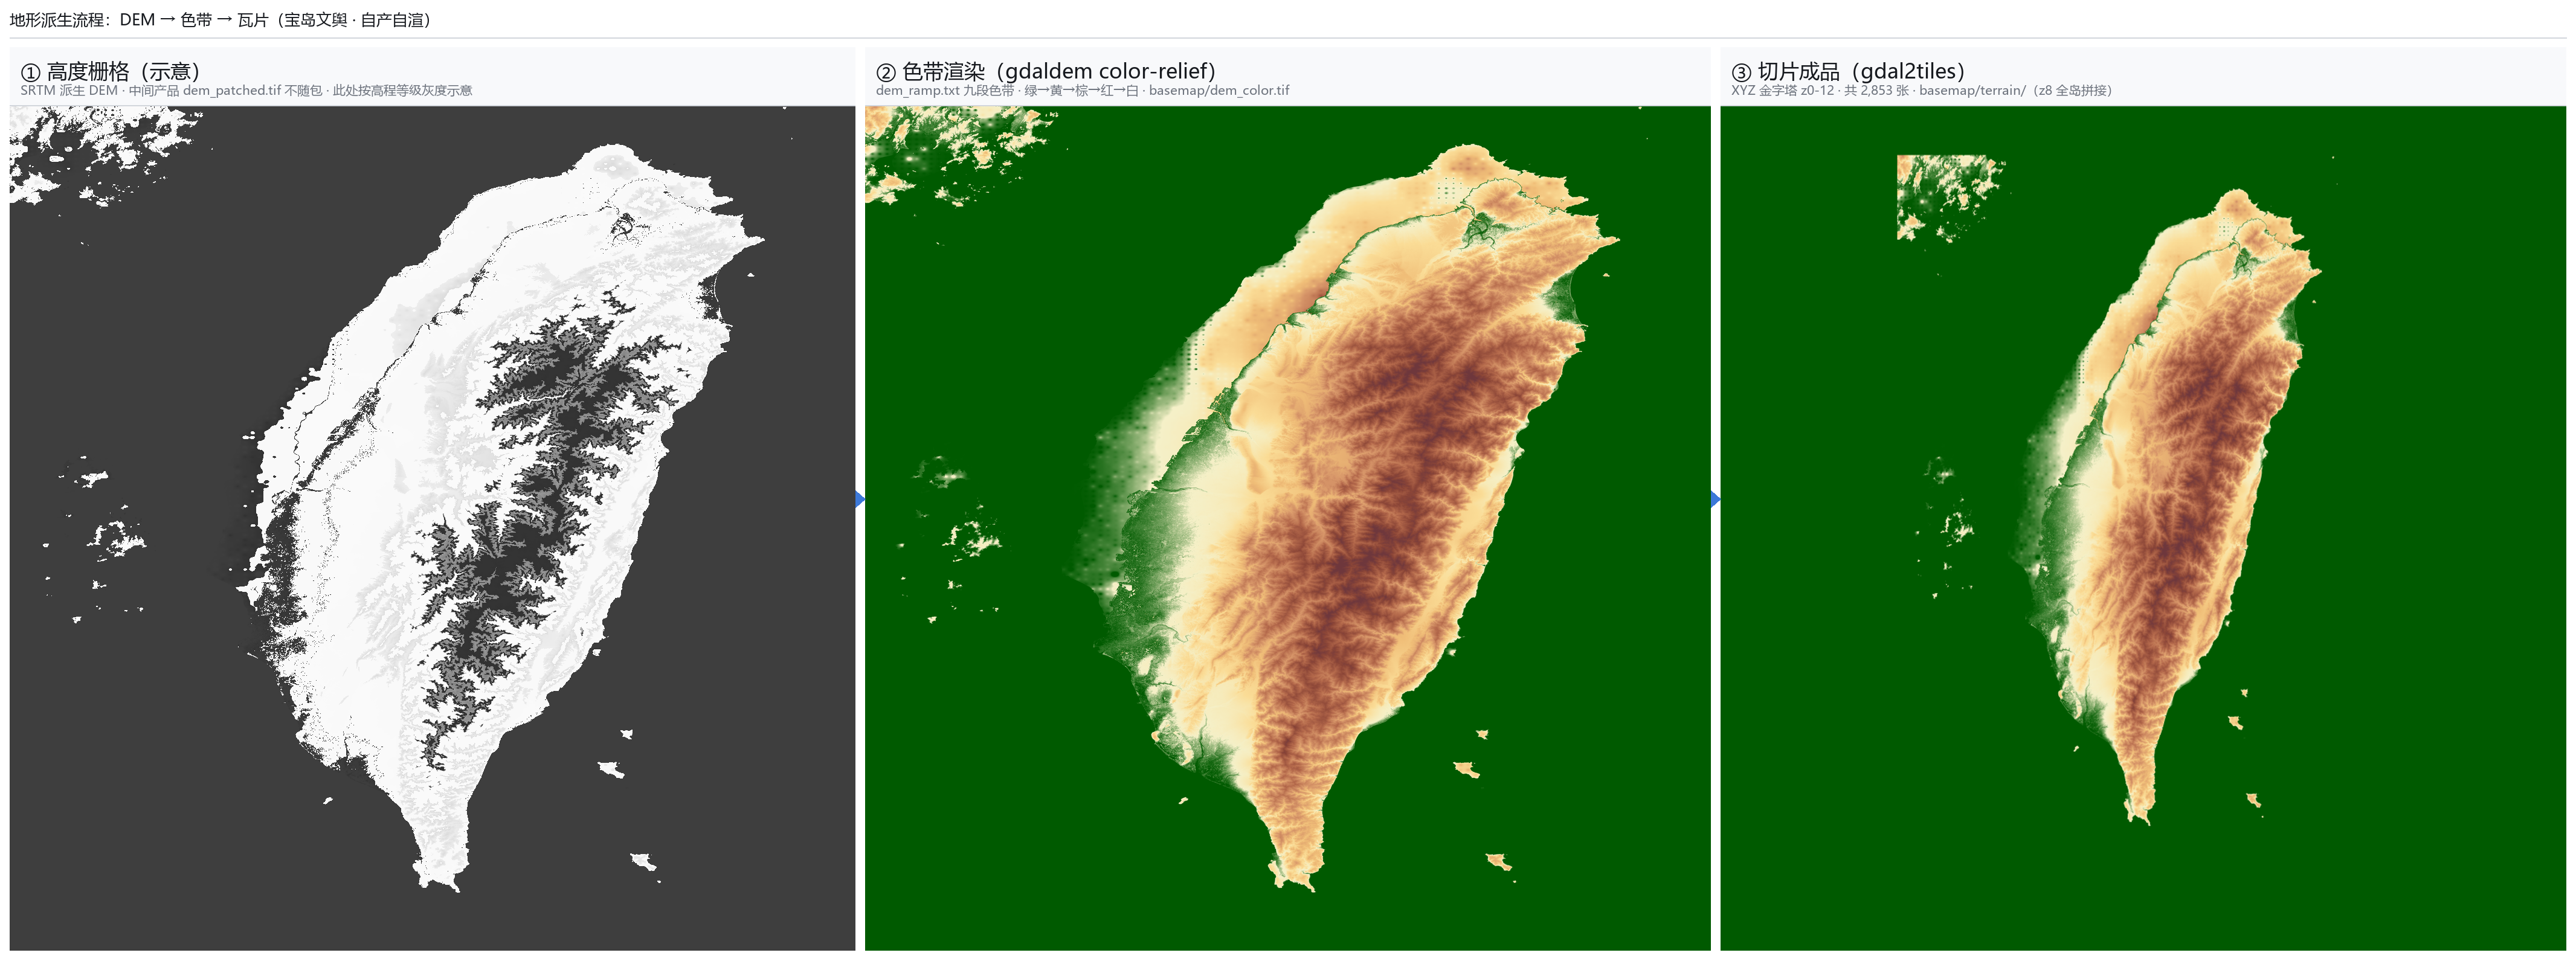 地形派生流程：DEM → 色带 → 瓦片（宝岛文舆 · 自产自渲）
① 高度栅格（示意）
SRTM 派生 DEM · 中间产品 dem_patched.tif 不随包 · 此处按高程等级灰度示意
② 色带渲染（gdaldem color-relief）
dem_ramp.txt 九段色带 · 绿→黄→棕→红→白 · basemap/dem_color.tif
③ 切片成品（gdal2tiles）
XYZ 金字塔 z0-12 · 共 2,853 张 · basemap/terrain/（z8 全岛拼接）